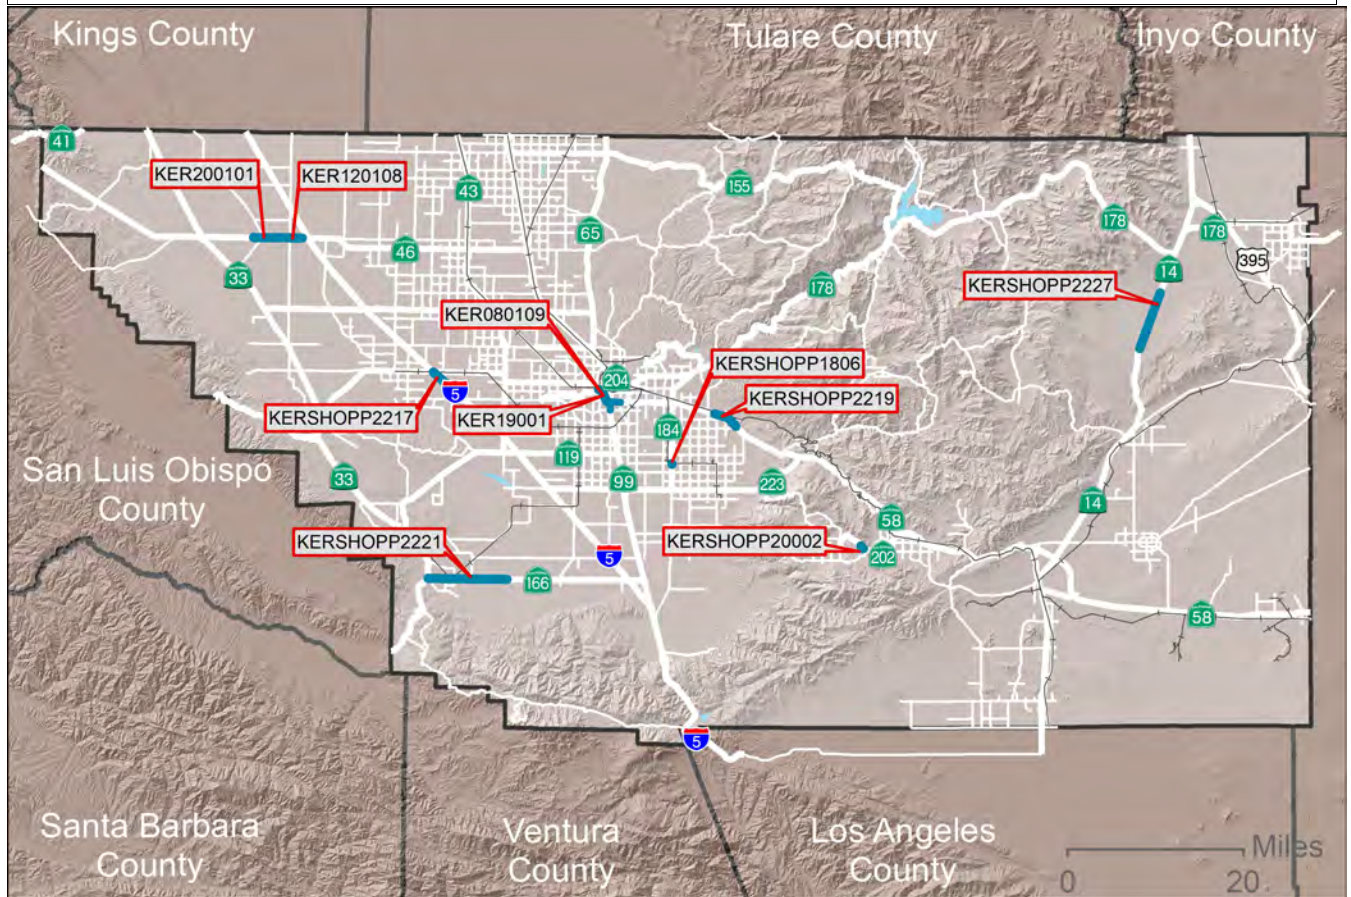 Kings County
Tulare County
Inyo County
41
KER200101
KER120108
43
155
65
46
33
178
178
14
395
178
KERSHOPP2227
KER080109
KERSHOPP1806
204
5
KERSHOPP2219
KERSHOPP2217
KER19001
184
119
San Luis Obispo
County
33
99
223
14
58
KERSHOPP2221
KERSHOPP20002
5
202
166
58
5
Santa Barbara
County
Ventura
County
Los Angeles
County
Miles
0
20